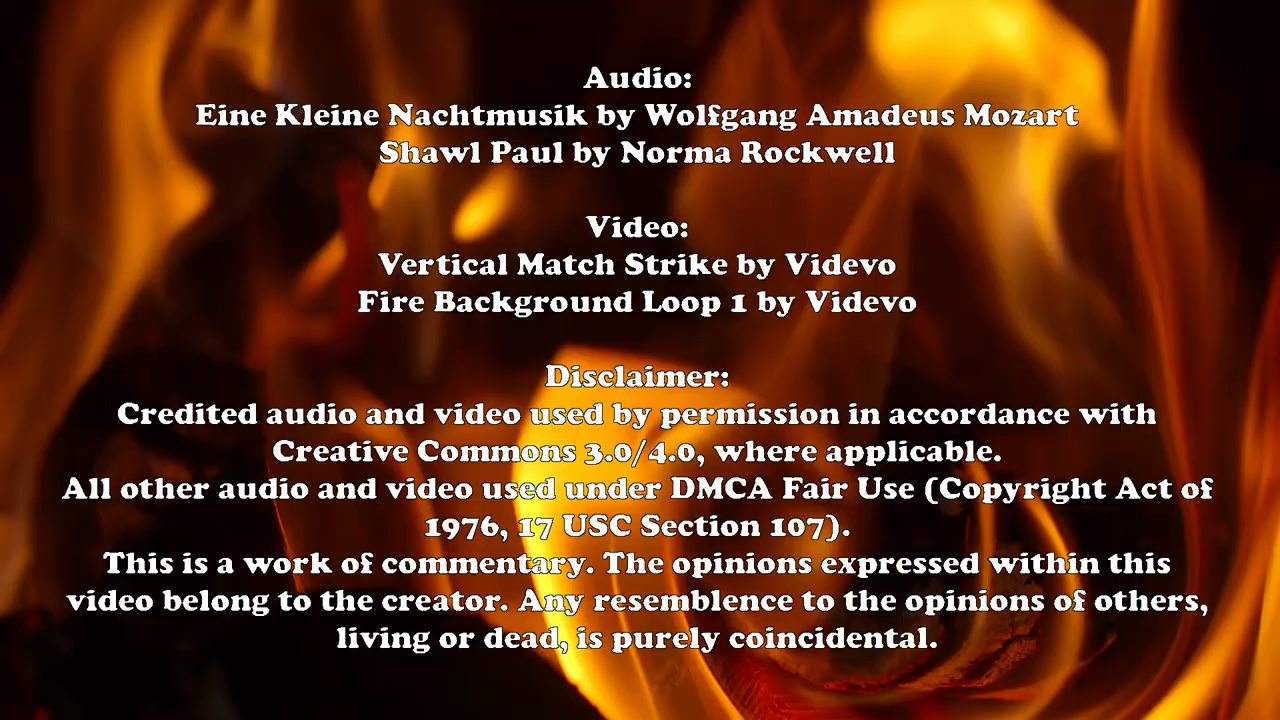 Audio:
Eine Kleine Nachtmusik by Wolfgang Amadeus Mozart
Shawl Paul by Norma Rockwell
Video:
Vertical Match Strike by Videvo
Fire Background Loop 1 by Videvo
Disclaimer:
Credited audio and video used by permission in accordance with
Creative Commons 3.0/4.0, where applicable.
All other audio and video used under DMCA Fair Use (Copyright Act of
1976, 17 USC Section 107).
This is a work of commentary. The opinions expressed within this
video belong to the creator. Any resemblence to the opinions of others,
living or dead, is purely coincidental.